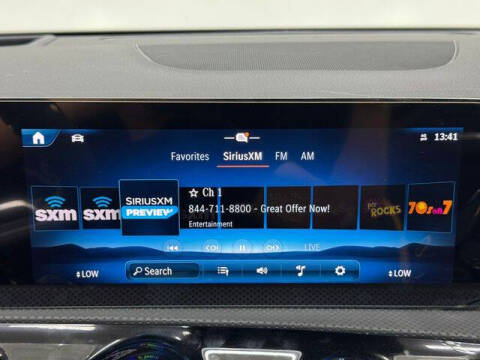 13:41
Favorites SiriusXM FM AM
sxm
sxm
SIRIUSXM
PREVIEW
☆ Ch 1
844-711-8800 - Great Offer Now!
Entertainment
ROCKS
70s on 7
LIVE
LOW
Search
LOW